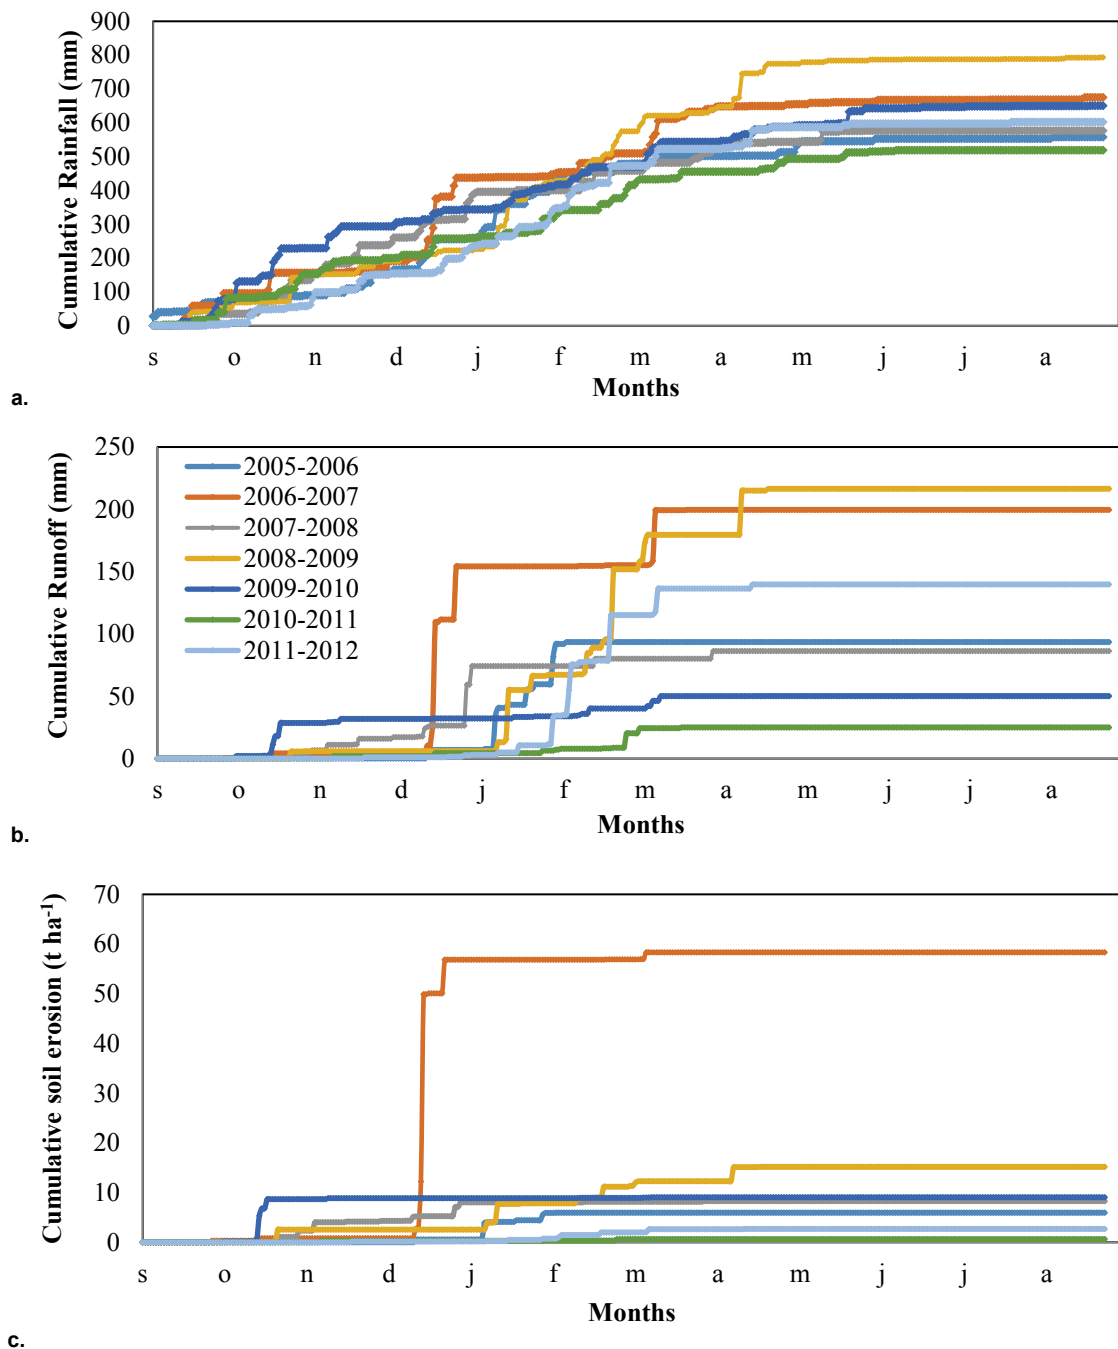 900
800
700
600
500
400
300
200
100
0
Cumulative Rainfall (mm)
s o n d j f m a m j j a
Months
a.
250
200
150
100
50
0
Cumulative Runoff (mm)
2005-2006
2006-2007
2007-2008
2008-2009
2009-2010
2010-2011
2011-2012
s o n d j f m a m j j a
Months
b.
70
60
50
40
30
20
10
0
Cumulative soil erosion (t ha⁻¹)
s o n d j f m a m j j a
Months
c.